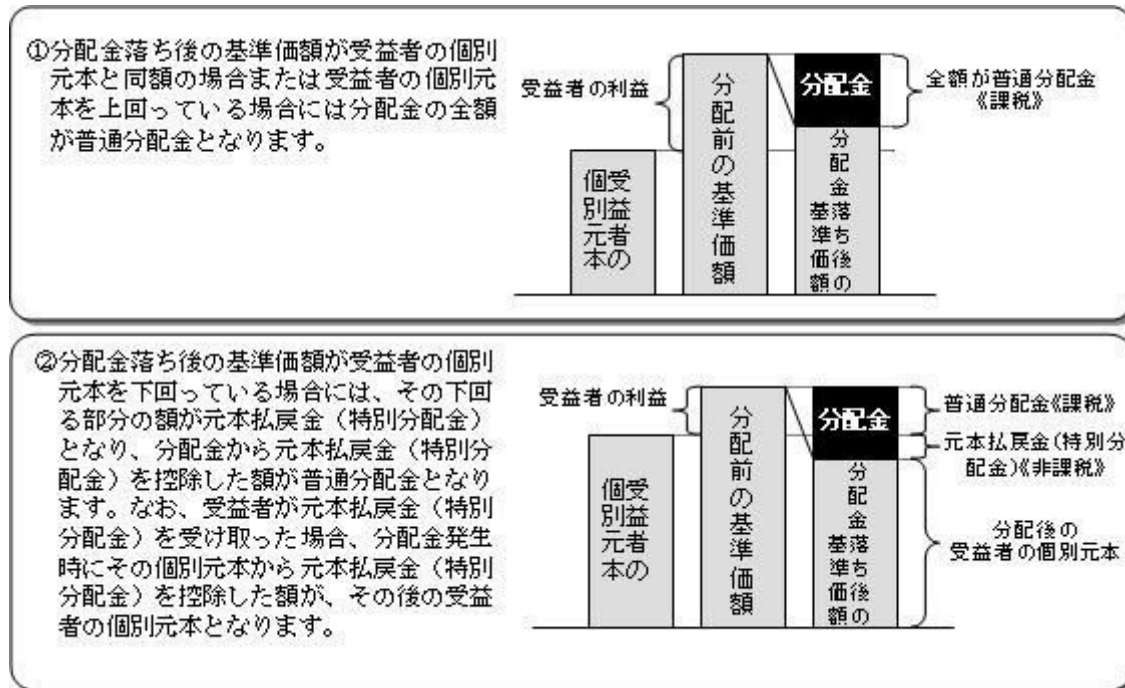 ①分配金落ち後の基準価額が受益者の個別
元本と同額の場合または受益者の個別元
本を上回っている場合には分配金の全額
が普通分配金となります。
受益者の利益
個別元本
受益者の
分配前の基準価額
分配金
基準価額
分配金落ち後の
全額が普通分配金
《課税》
②分配金落ち後の基準価額が受益者の個別
元本を下回っている場合には、その下回
る部分の額が元本払戻金（特別分配金）
となり、分配金から元本払戻金（特別分
配金）を控除した額が普通分配金となり
ます。なお、受益者が元本払戻金（特別
分配金）を受け取った場合、分配金発生
時にその個別元本から元本払戻金（特別
分配金）を控除した額が、その後の受益
者の個別元本となります。
受益者の利益
個別元本
受益者の
分配前の基準価額
分配金
基準価額
分配金落ち後の
普通分配金《課税》
元本払戻金(特別分
配金)《非課税》
分配後の
受益者の個別元本